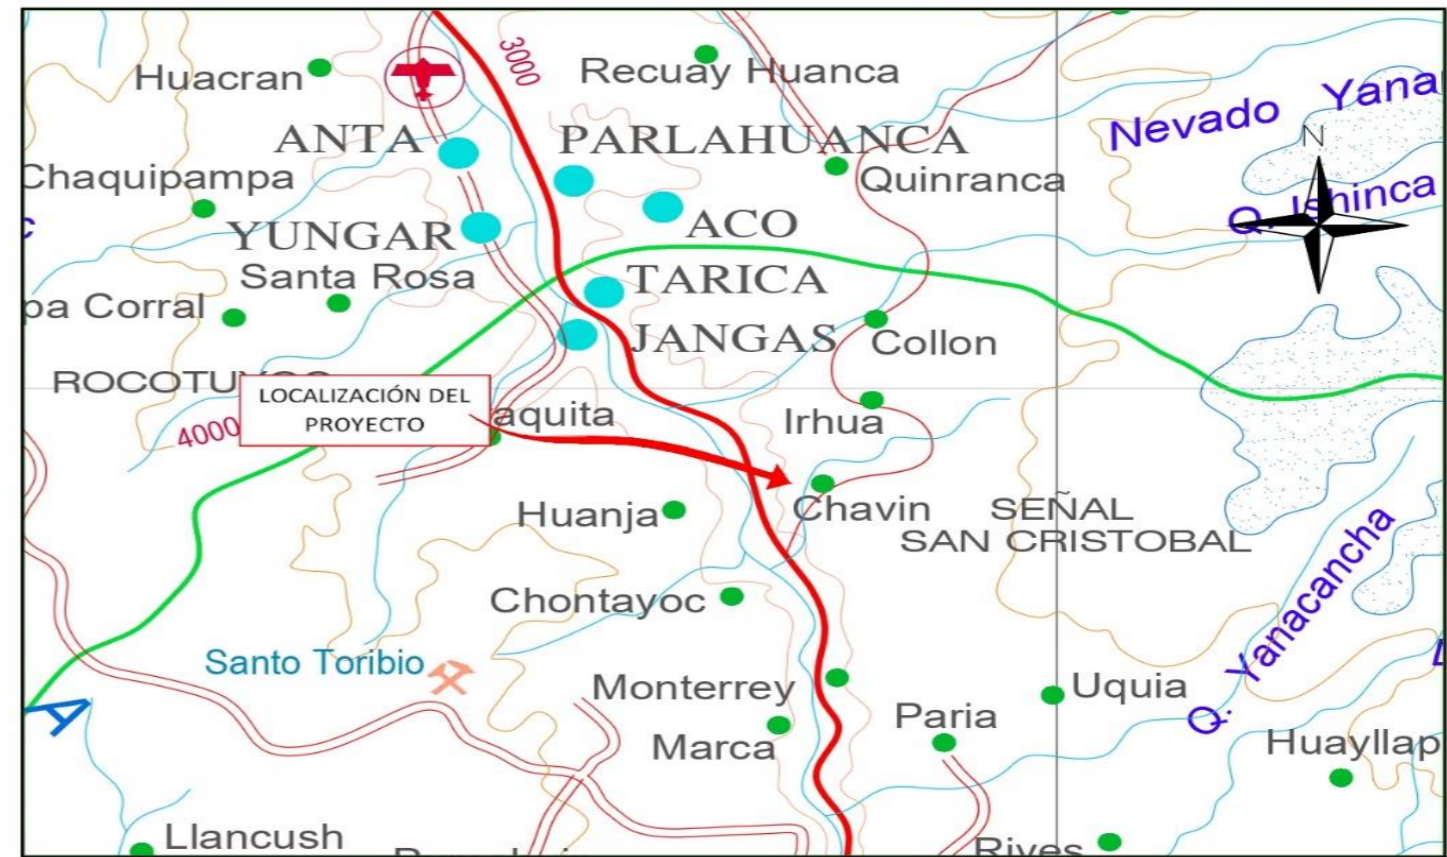 3000
Recuay Huanca
Huacran
Nevado Yana
ANTA
PARLAHUANCA
N
Chaquipampa
Quinranca
Q. Ishinca
YUNGAR
ACO
Santa Rosa
TARICA
pa Corral
JANGAS
Collon
LOCALIZACIÓN DEL
PROYECTO
aquita
Irhua
4000
Huanja
Chavin
SEÑAL
SAN CRISTOBAL
Chontayoc
Q. Yanacancha
Santo Toribio
Monterrey
Uquia
A
Paria
Marca
Huayllap
Llancush
Rives